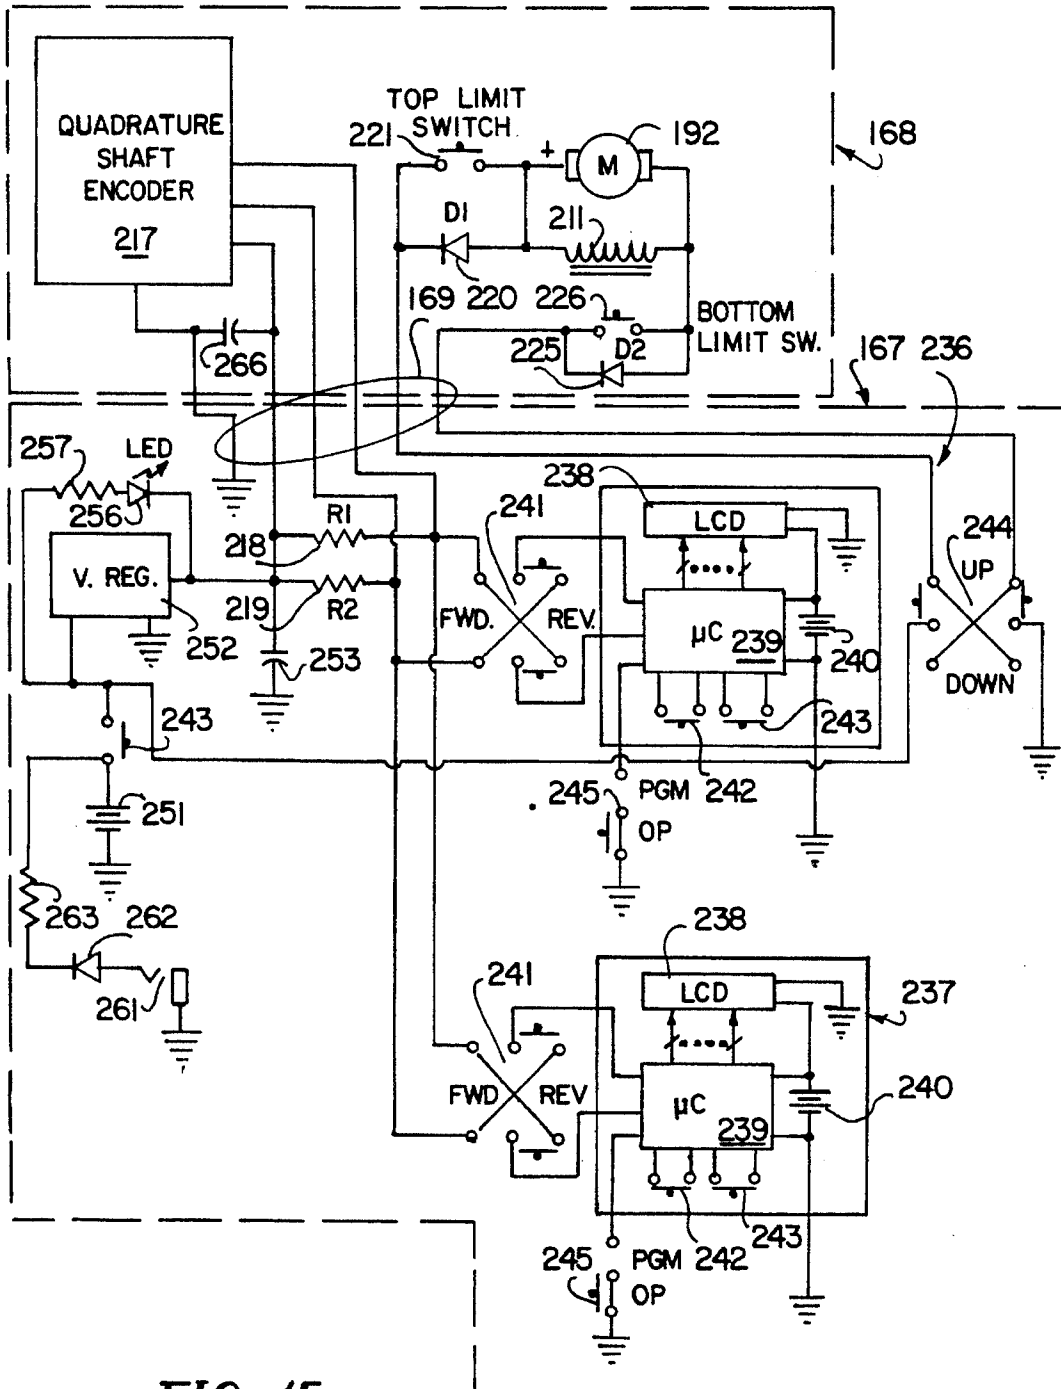 QUADRATURE
SHAFT
ENCODER
217
TOP LIMIT
SWITCH
221
+
M
192
168
D1
211
220
169
226
BOTTOM
LIMIT SW.
225
D2
266
167
236
257
LED
256
V. REG.
252
R1
218
219
R2
253
241
FWD.
REV.
238
LCD
µC
239
240
242
243
244
UP
DOWN
243
251
245
PGM
OP
263
262
261
241
FWD
REV
238
LCD
237
µC
239
240
242
243
245
PGM
OP